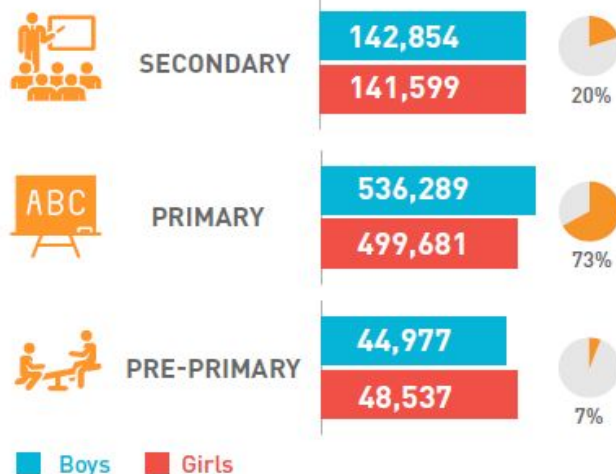 SECONDARY
142,854
141,599
20%
ABC
PRIMARY
536,289
499,681
73%
PRE-PRIMARY
44,977
48,537
7%
Boys Girls